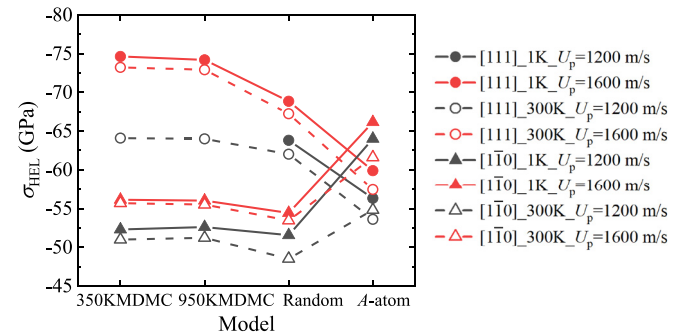 -80
-75
-70
-65
-60
-55
-50
-45
σHEL (GPa)
350KMDMC 950KMDMC Random A-atom
Model
[111]_1K_Up=1200 m/s
[111]_1K_Up=1600 m/s
[111]_300K_Up=1200 m/s
[111]_300K_Up=1600 m/s
[11̄0]_1K_Up=1200 m/s
[11̄0]_1K_Up=1600 m/s
[11̄0]_300K_Up=1200 m/s
[11̄0]_300K_Up=1600 m/s